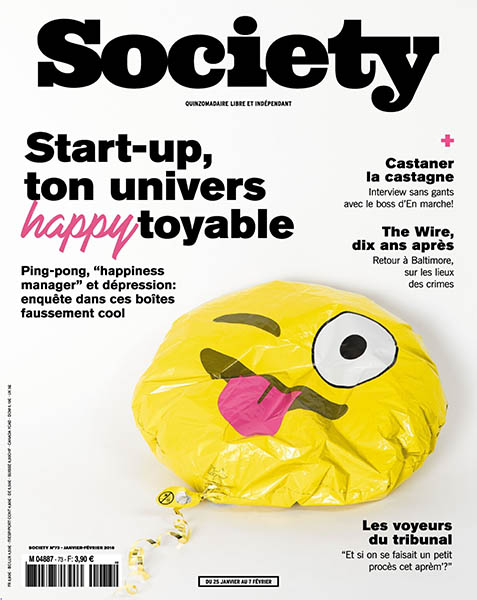 Society
QUINZOMADAIRE LIBRE ET INDÉPENDANT
Start-up,
ton univers
happytoyable
Ping-pong, “happiness
manager” et dépression:
enquête dans ces boîtes
faussement cool
+
Castaner
la castagne
Interview sans gants
avec le boss d’En marche!
The Wire,
dix ans après
Retour à Baltimore,
sur les lieux
des crimes
Les voyeurs
du tribunal
“Et si on se faisait un petit
procès cet aprèm’?”
SOCIETY N°73 - JANVIER-FÉVRIER 2018
M 04887 - 73 - F: 3,90 €
DU 25 JANVIER AU 7 FÉVRIER